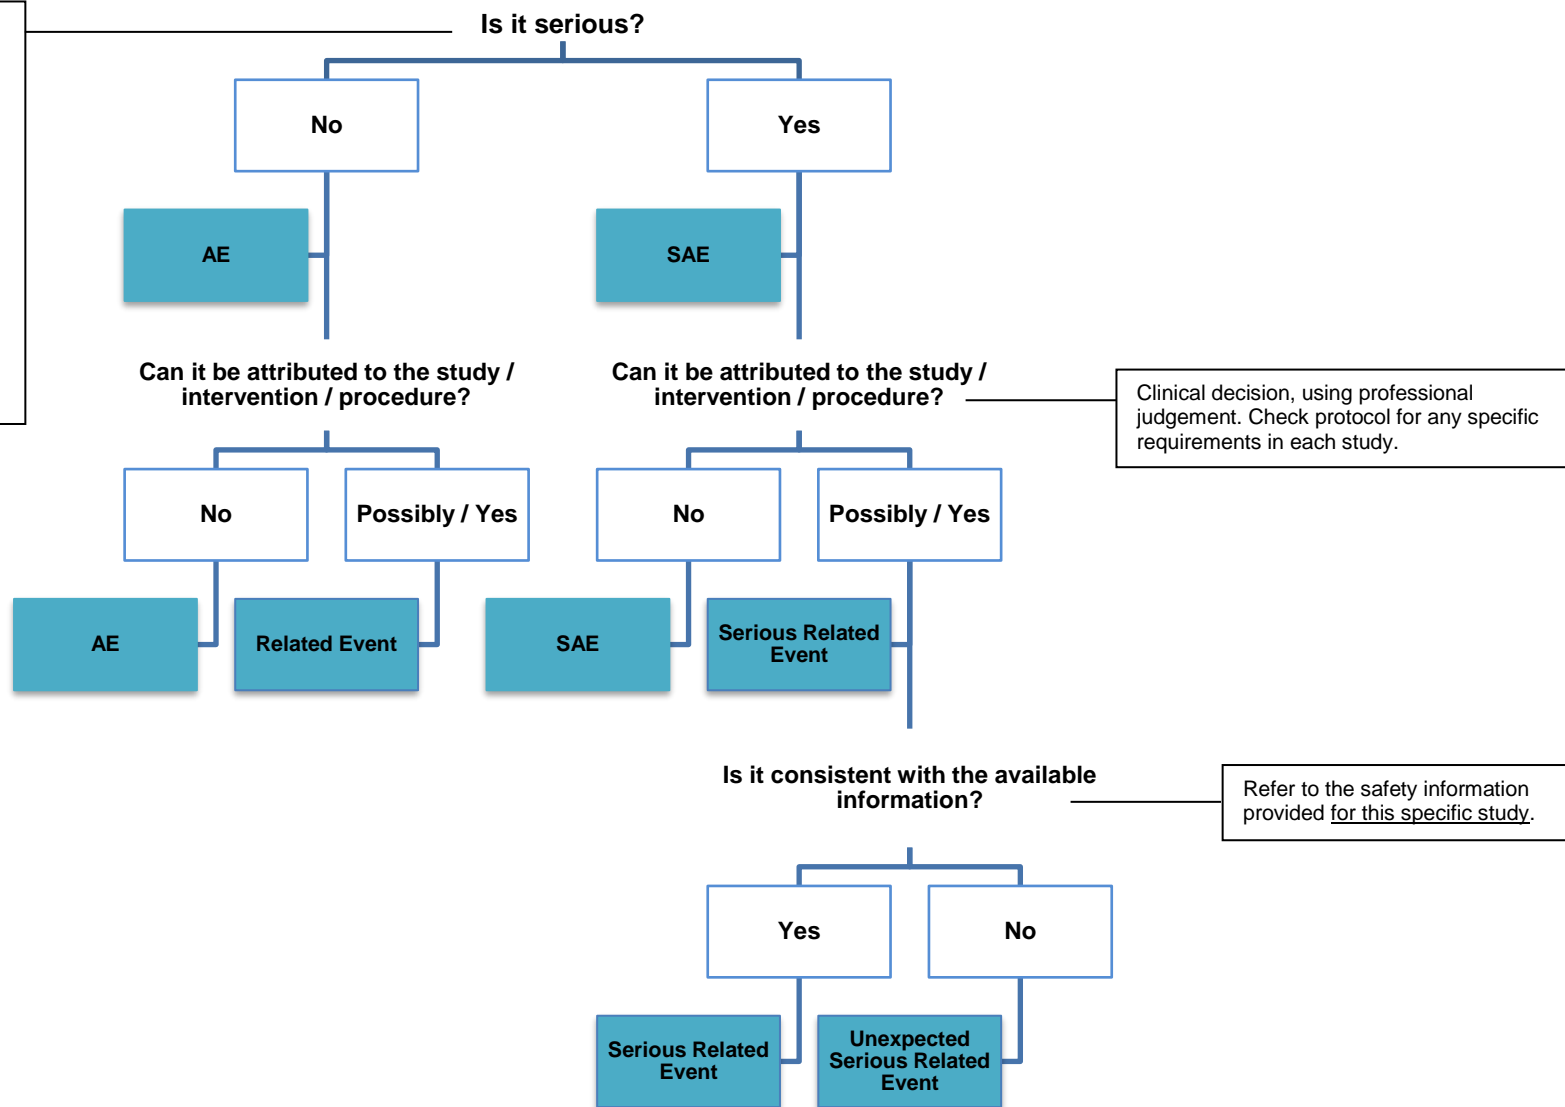 Is it serious?
No
Yes
AE
SAE
Can it be attributed to the study /
intervention / procedure?
Can it be attributed to the study /
intervention / procedure?
Clinical decision, using professional
judgement. Check protocol for any specific
requirements in each study.
No
Possibly / Yes
No
Possibly / Yes
AE
Related Event
SAE
Serious Related
Event
Is it consistent with the available
information?
Refer to the safety information
provided for this specific study.
Yes
No
Serious Related
Event
Unexpected
Serious Related
Event